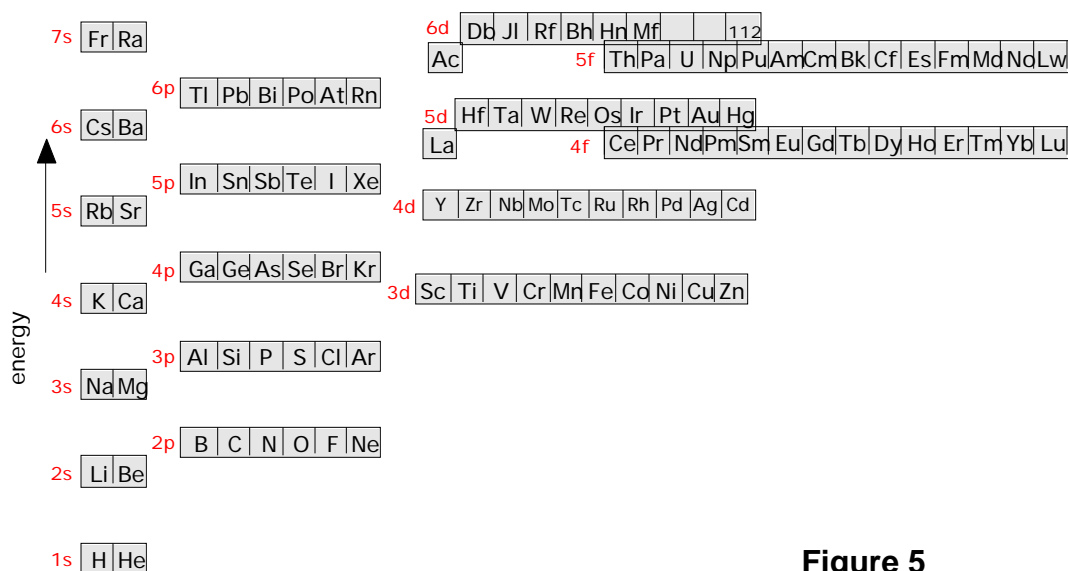 7s Fr Ra
6d Db Jl Rf Bh Hn Mf 112
Ac
5f Th Pa U Np Pu Am Cm Bk Cf Es Fm Md No Lw
6p Tl Pb Bi Po At Rn
6s Cs Ba
5d Hf Ta W Re Os Ir Pt Au Hg
La
4f Ce Pr Nd Pm Sm Eu Gd Tb Dy Ho Er Tm Yb Lu
5p In Sn Sb Te I Xe
5s Rb Sr
4d Y Zr Nb Mo Tc Ru Rh Pd Ag Cd
4p Ga Ge As Se Br Kr
4s K Ca
3d Sc Ti V Cr Mn Fe Co Ni Cu Zn
energy
3p Al Si P S Cl Ar
3s Na Mg
2p B C N O F Ne
2s Li Be
1s H He
Figure 5